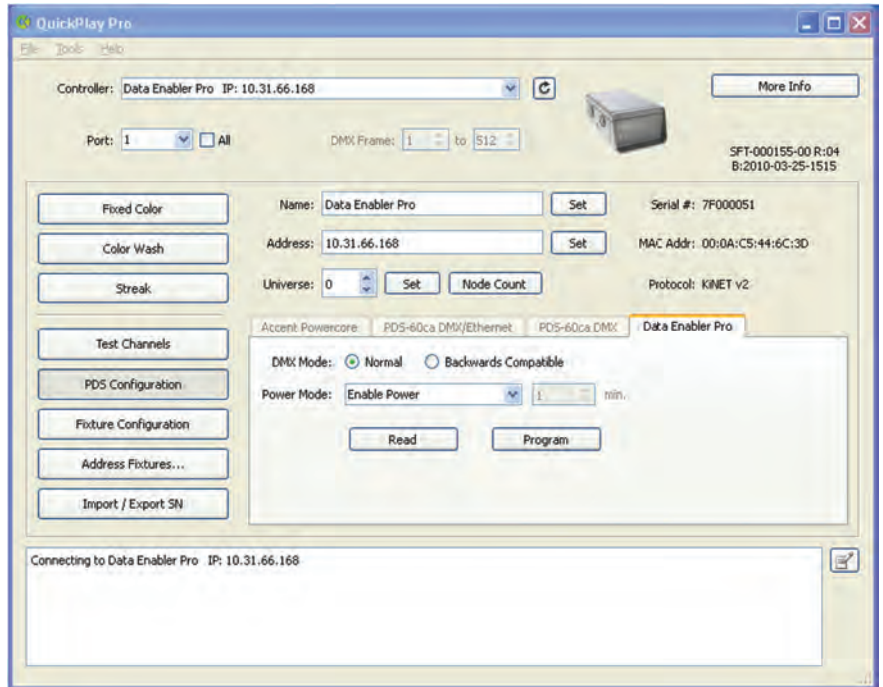 QuickPlay Pro
File Tools Help
Controller: Data Enabler Pro IP: 10.31.66.168
More Info
Port: 1 All DMX Frame: 1 to 512
SFT-000155-00 R:04
B:2010-03-25-1515
Fixed Color
Color Wash
Streak
Test Channels
PDS Configuration
Fixture Configuration
Address Fixtures...
Import / Export SN
Name: Data Enabler Pro Set Serial #: 7F000051
Address: 10.31.66.168 Set MAC Addr: 00:0A:C5:44:6C:3D
Universe: 0 Set Node Count Protocol: KiNET v2
Accent Powercore PDS-60ca DMX/Ethernet PDS-60ca DMX Data Enabler Pro
DMX Mode: Normal Backwards Compatible
Power Mode: Enable Power 1 min.
Read Program
Connecting to Data Enabler Pro IP: 10.31.66.168